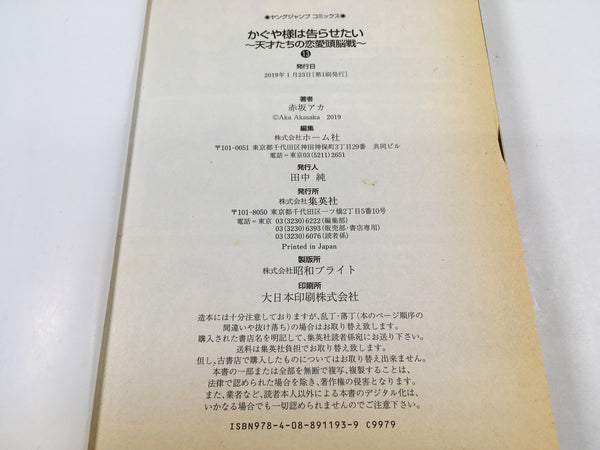 ●ヤングジャンプ コミックス●
かぐや様は告らせたい
〜天才たちの恋愛頭脳戦〜
⑬
発行日
2019年1月23日[第1刷発行]
著者
赤坂アカ
©Aka Akasaka 2019
編集
株式会社ホーム社
〒101-0051 東京都千代田区神田神保町3丁目29番 共同ビル
電話=東京 03(5211)2651
発行人
田中 純
発行所
株式会社集英社
〒101-8050 東京都千代田区一ツ橋2丁目5番10号
電話=東京 03(3230)6222(編集部)
03(3230)6393(販売部・書店専用)
03(3230)6076(読者係)
Printed in Japan
製版所
株式会社昭和ブライト
印刷所
大日本印刷株式会社
造本には十分注意しておりますが、乱丁・落丁(本のページ順序の
間違いや抜け落ち)の場合はお取り替え致します。
購入された書店名を明記して、集英社読者係宛にお送り下さい。
送料は集英社負担でお取り替え致します。
但し、古書店で購入したものについてはお取り替え出来ません。
本書の一部または全部を無断で複写、複製することは、
法律で認められた場合を除き、著作権の侵害となります。
また、業者など、読者本人以外による本書のデジタル化は、
いかなる場合でも一切認められませんのでご注意下さい。
ISBN978-4-08-891193-9 C9979